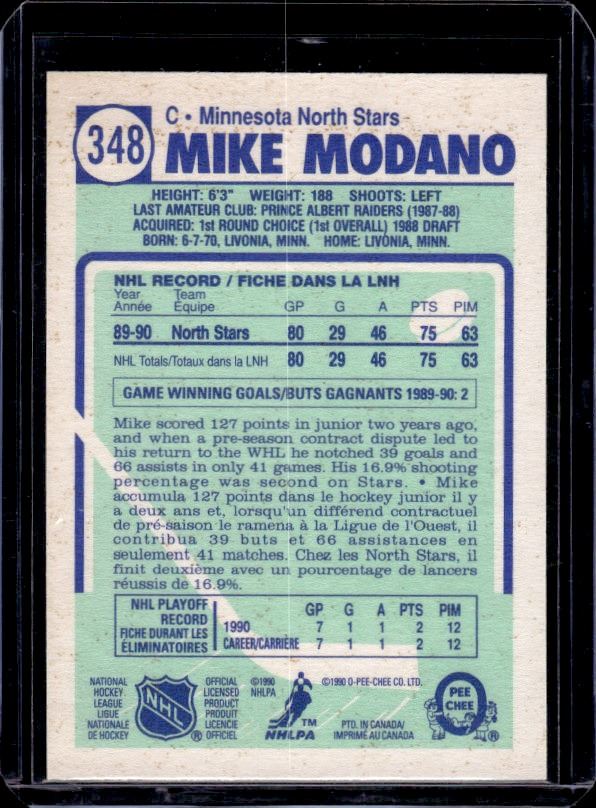 348
C • Minnesota North Stars
MIKE MODANO
HEIGHT: 6'3" WEIGHT: 188 SHOOTS: LEFT
LAST AMATEUR CLUB: PRINCE ALBERT RAIDERS (1987-88)
ACQUIRED: 1st ROUND CHOICE (1st OVERALL) 1988 DRAFT
BORN: 6-7-70, LIVONIA, MINN. HOME: LIVONIA, MINN.
NHL RECORD / FICHE DANS LA LNH
Year Team
Année Équipe GP G A PTS PIM
89-90 North Stars 80 29 46 75 63
NHL Totals/Totaux dans la LNH 80 29 46 75 63
GAME WINNING GOALS/BUTS GAGNANTS 1989-90: 2
Mike scored 127 points in junior two years ago,
and when a pre-season contract dispute led to
his return to the WHL he notched 39 goals and
66 assists in only 41 games. His 16.9% shooting
percentage was second on Stars. • Mike
accumula 127 points dans le hockey junior il y
a deux ans et, lorsqu'un différend contractuel
de pré-saison le ramena à la Ligue de l'Ouest, il
contribua 39 buts et 66 assistances en
seulement 41 matches. Chez les North Stars, il
finit deuxième avec un pourcentage de lancers
réussis de 16.9%.
NHL PLAYOFF
RECORD
FICHE DURANT LES
ÉLIMINATOIRES
GP G A PTS PIM
1990 7 1 1 2 12
CAREER/CARRIÈRE 7 1 1 2 12
NATIONAL
HOCKEY
LEAGUE
LIGUE
NATIONALE
DE HOCKEY
NHL
®
OFFICIAL
LICENSED
PRODUCT
PRODUIT
LICENCIE
OFFICIEL
©1990
NHLPA
TM
NHLPA
©1990 O-PEE-CHEE CO. LTD.
PTD. IN CANADA/
IMPRIMÉ AU CANADA
O
PEE
CHEE
®